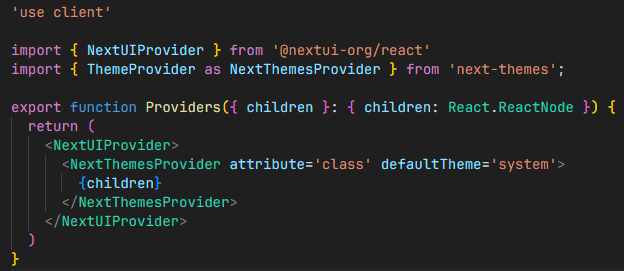 'use client'
import { NextUIProvider } from '@nextui-org/react'
import { ThemeProvider as NextThemesProvider } from 'next-themes';
export function Providers({ children }: { children: React.ReactNode }) {
return (
<NextUIProvider>
<NextThemesProvider attribute='class' defaultTheme='system'>
{children}
</NextThemesProvider>
</NextUIProvider>
)
}